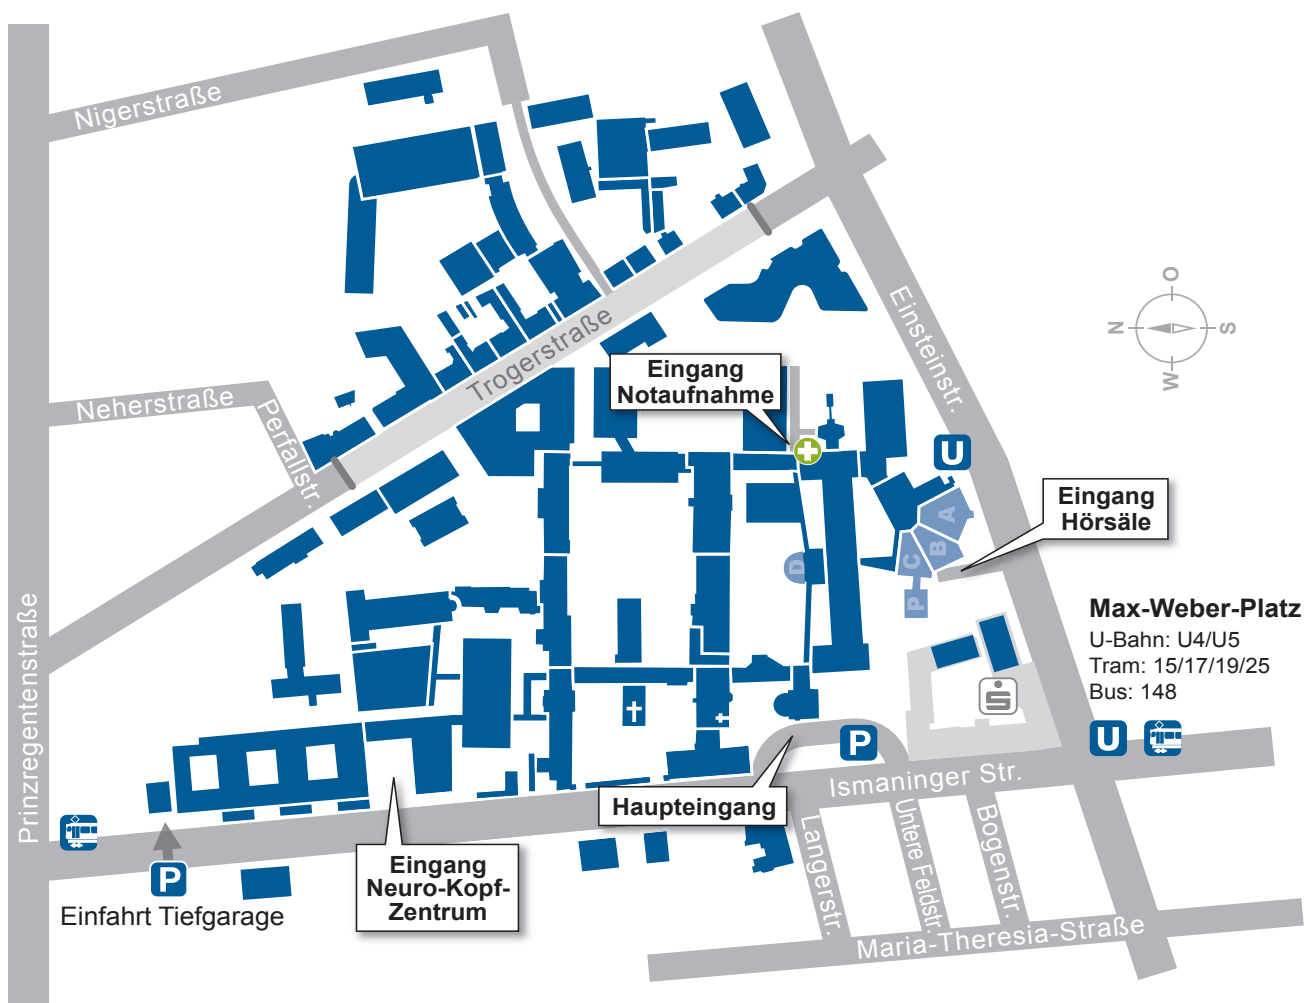 Nigerstraße
Neherstraße
Perfallstr.
Trogerstraße
Einsteinstr.
O
N
S
W
Eingang
Notaufnahme
U
Eingang
Hörsäle
A
B
C
D
P
Prinzregentenstraße
Max-Weber-Platz
U-Bahn: U4/U5
Tram: 15/17/19/25
Bus: 148
U
P
Ismaninger Str.
Haupteingang
Langerstr.
Untere Feldstr.
Bogenstr.
Maria-Theresia-Straße
Eingang
Neuro-Kopf-
Zentrum
P
Einfahrt Tiefgarage